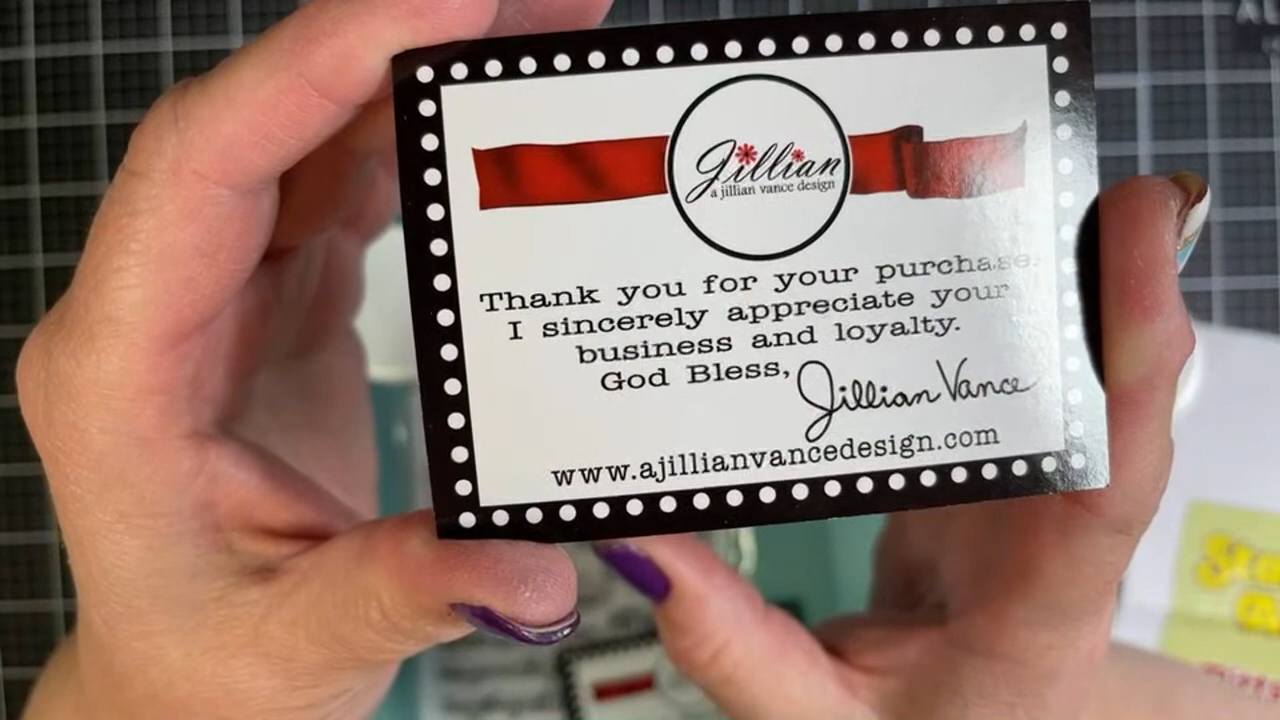 Jillian
a jillian vance design
Thank you for your purchase.
I sincerely appreciate your
business and loyalty.
God Bless, Jillian Vance
www.ajillianvancedesign.com